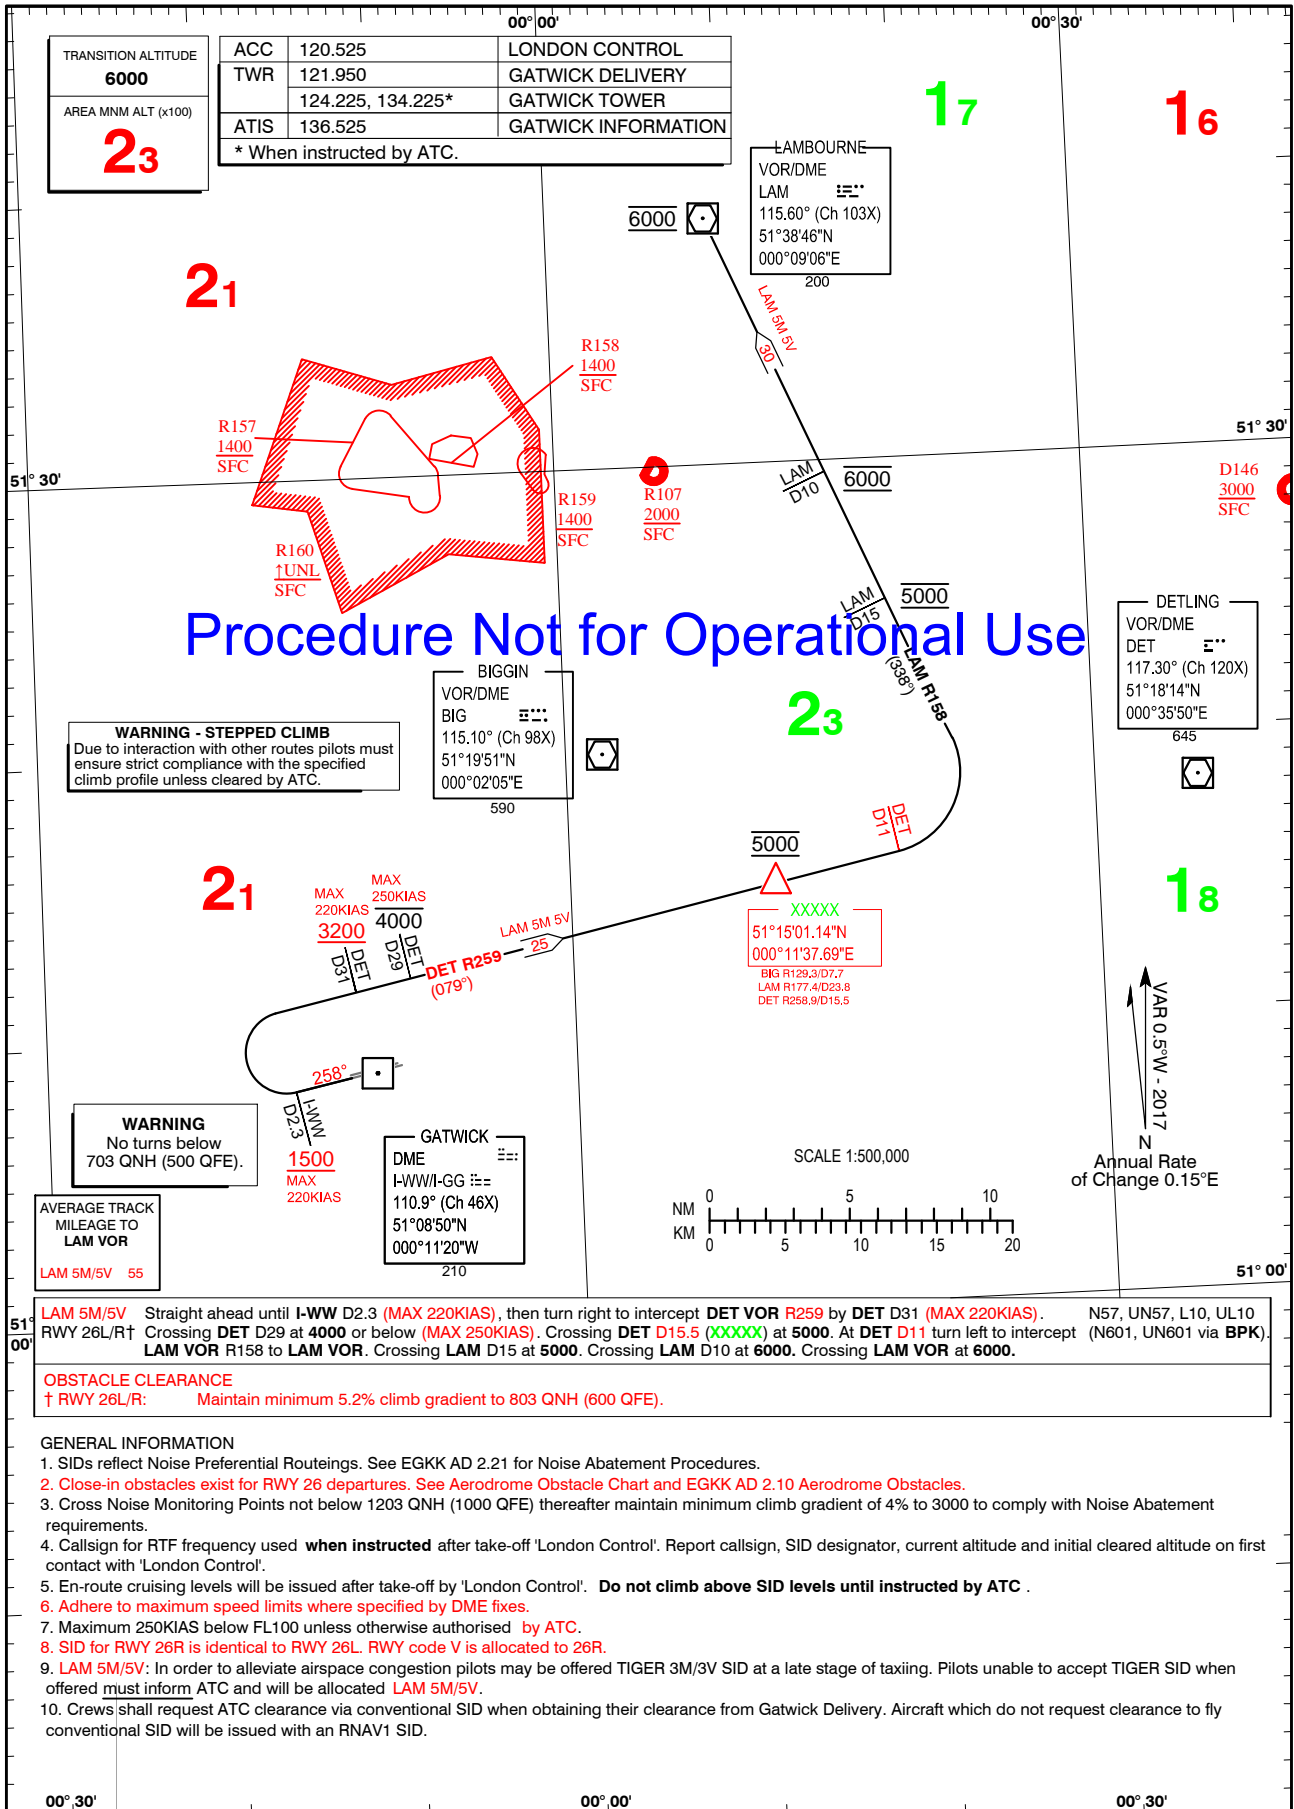 00° 00'
00° 30'
TRANSITION ALTITUDE
6000
AREA MNM ALT (x100)
23
ACC 120.525 LONDON CONTROL
TWR 121.950 GATWICK DELIVERY
124.225, 134.225* GATWICK TOWER
ATIS 136.525 GATWICK INFORMATION
* When instructed by ATC.
17
16
LAMBOURNE
VOR/DME
LAM
115.60° (Ch 103X)
51°38'46"N
000°09'06"E
200
6000
21
LAM 5M 5V
30
R158
1400
SFC
R157
1400
SFC
51° 30'
51° 30'
LAM
D10
6000
R159
1400
SFC
R107
2000
SFC
D146
3000
SFC
R160
↑UNL
SFC
LAM
D15
5000
Procedure Not for Operational Use
LAM R158
(338°)
DETLING
VOR/DME
DET
117.30° (Ch 120X)
51°18'14"N
000°35'50"E
645
BIGGIN
VOR/DME
BIG
115.10° (Ch 98X)
51°19'51"N
000°02'05"E
590
23
WARNING - STEPPED CLIMB
Due to interaction with other routes pilots must
ensure strict compliance with the specified
climb profile unless cleared by ATC.
DET
D11
5000
21
18
MAX
220KIAS
3200
MAX
250KIAS
4000
DET
D31
DET
D29
DET R259
(079°)
LAM 5M 5V
25
XXXXX
51°15'01.14"N
000°11'37.69"E
BIG R129.3/D7.7
LAM R177.4/D23.8
DET R258.9/D15.5
258°
I-WW
D2.3
1500
MAX
220KIAS
WARNING
No turns below
703 QNH (500 QFE).
GATWICK
DME
I-WW/I-GG
110.9° (Ch 46X)
51°08'50"N
000°11'20"W
210
VAR 0.5°W - 2017
N
Annual Rate
of Change 0.15°E
SCALE 1:500,000
NM 0 5 10
KM 0 5 10 15 20
AVERAGE TRACK
MILEAGE TO
LAM VOR
LAM 5M/5V 55
51° 00'
51°
00'
LAM 5M/5V Straight ahead until I-WW D2.3 (MAX 220KIAS), then turn right to intercept DET VOR R259 by DET D31 (MAX 220KIAS). N57, UN57, L10, UL10
RWY 26L/R† Crossing DET D29 at 4000 or below (MAX 250KIAS). Crossing DET D15.5 (XXXXX) at 5000. At DET D11 turn left to intercept (N601, UN601 via BPK).
LAM VOR R158 to LAM VOR. Crossing LAM D15 at 5000. Crossing LAM D10 at 6000. Crossing LAM VOR at 6000.
OBSTACLE CLEARANCE
† RWY 26L/R: Maintain minimum 5.2% climb gradient to 803 QNH (600 QFE).
GENERAL INFORMATION
1. SIDs reflect Noise Preferential Routeings. See EGKK AD 2.21 for Noise Abatement Procedures.
2. Close-in obstacles exist for RWY 26 departures. See Aerodrome Obstacle Chart and EGKK AD 2.10 Aerodrome Obstacles.
3. Cross Noise Monitoring Points not below 1203 QNH (1000 QFE) thereafter maintain minimum climb gradient of 4% to 3000 to comply with Noise Abatement
requirements.
4. Callsign for RTF frequency used when instructed after take-off 'London Control'. Report callsign, SID designator, current altitude and initial cleared altitude on first
contact with 'London Control'.
5. En-route cruising levels will be issued after take-off by 'London Control'. Do not climb above SID levels until instructed by ATC .
6. Adhere to maximum speed limits where specified by DME fixes.
7. Maximum 250KIAS below FL100 unless otherwise authorised by ATC.
8. SID for RWY 26R is identical to RWY 26L. RWY code V is allocated to 26R.
9. LAM 5M/5V: In order to alleviate airspace congestion pilots may be offered TIGER 3M/3V SID at a late stage of taxiing. Pilots unable to accept TIGER SID when
offered must inform ATC and will be allocated LAM 5M/5V.
10. Crews shall request ATC clearance via conventional SID when obtaining their clearance from Gatwick Delivery. Aircraft which do not request clearance to fly
conventional SID will be issued with an RNAV1 SID.
00° 30'
00° 00'
00° 30'